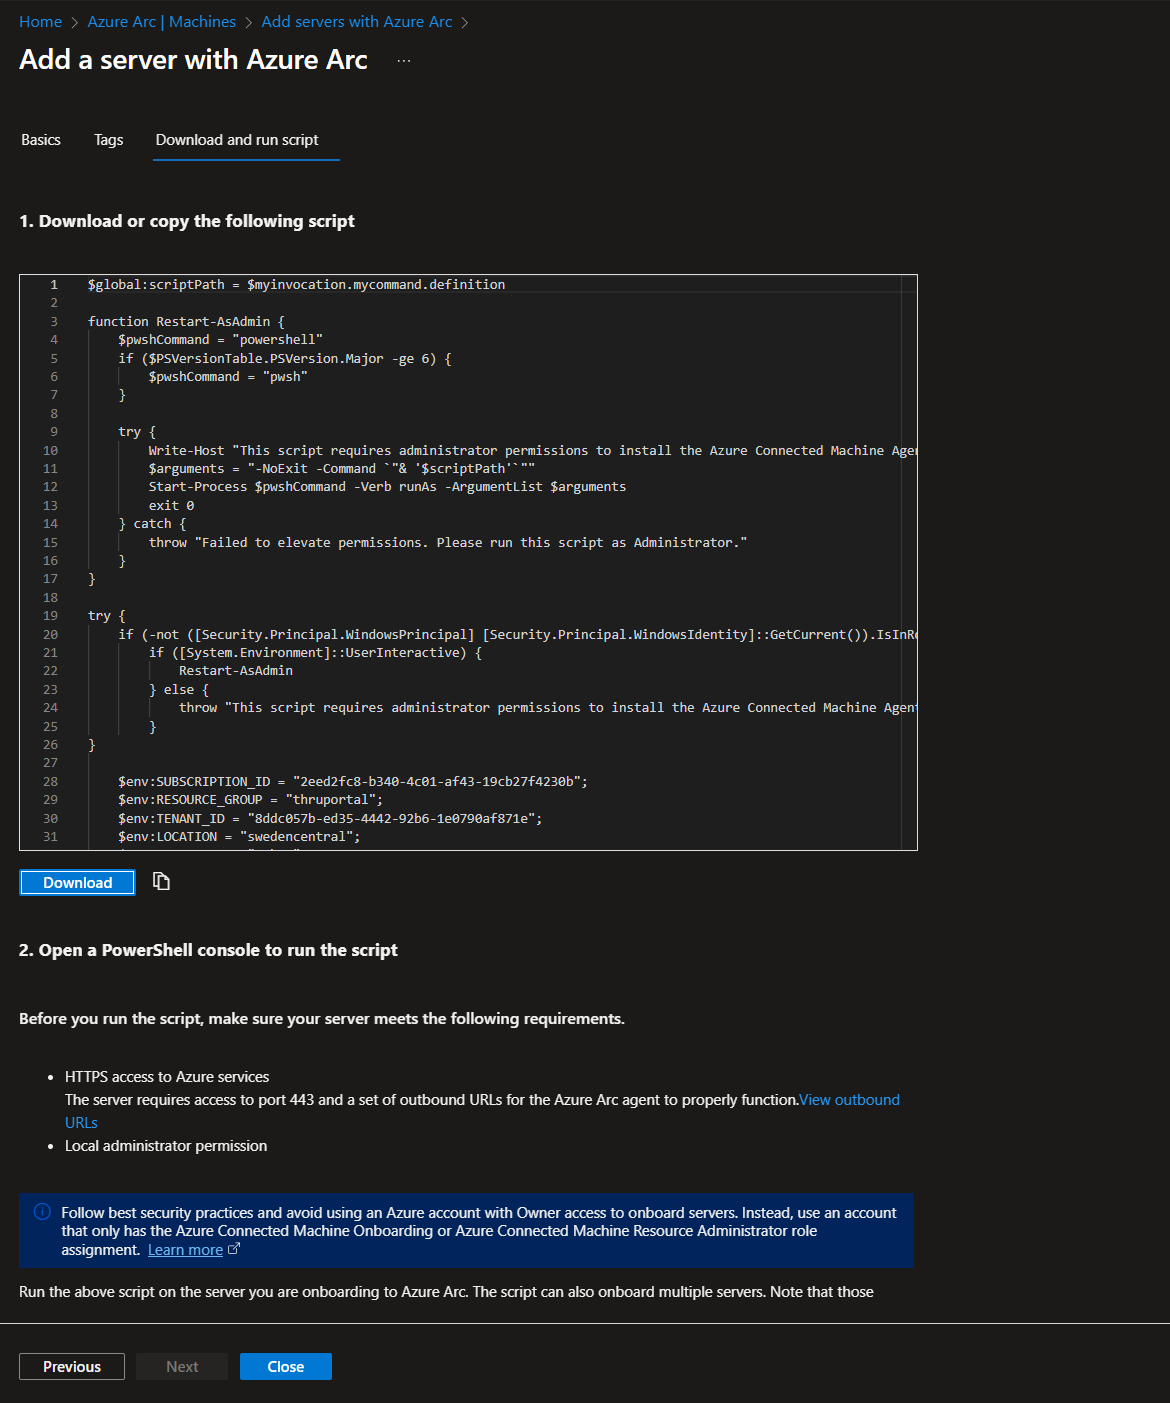 Home > Azure Arc | Machines > Add servers with Azure Arc >
Add a server with Azure Arc ...
Basics Tags Download and run script
1. Download or copy the following script
1 $global:scriptPath = $myinvocation.mycommand.definition
2
3 function Restart-AsAdmin {
4 $pwshCommand = "powershell"
5 if ($PSVersionTable.PSVersion.Major -ge 6) {
6 $pwshCommand = "pwsh"
7 }
8
9 try {
10 Write-Host "This script requires administrator permissions to install the Azure Connected Machine Age
11 $arguments = "-NoExit -Command `"& '$scriptPath'`""
12 Start-Process $pwshCommand -Verb runAs -ArgumentList $arguments
13 exit 0
14 } catch {
15 throw "Failed to elevate permissions. Please run this script as Administrator."
16 }
17 }
18
19 try {
20 if (-not ([Security.Principal.WindowsPrincipal] [Security.Principal.WindowsIdentity]::GetCurrent()).IsInR
21 if ([System.Environment]::UserInteractive) {
22 Restart-AsAdmin
23 } else {
24 throw "This script requires administrator permissions to install the Azure Connected Machine Agent
25 }
26 }
27
28 $env:SUBSCRIPTION_ID = "2eed2fc8-b340-4c01-af43-19cb27f4230b";
29 $env:RESOURCE_GROUP = "thruportal";
30 $env:TENANT_ID = "8ddc057b-ed35-4442-92b6-1e0790af871e";
31 $env:LOCATION = "swedencentral";
Download
2. Open a PowerShell console to run the script
Before you run the script, make sure your server meets the following requirements.
• HTTPS access to Azure services
The server requires access to port 443 and a set of outbound URLs for the Azure Arc agent to properly function.View outbound
URLs
• Local administrator permission
Follow best security practices and avoid using an Azure account with Owner access to onboard servers. Instead, use an account
that only has the Azure Connected Machine Onboarding or Azure Connected Machine Resource Administrator role
assignment. Learn more
Run the above script on the server you are onboarding to Azure Arc. The script can also onboard multiple servers. Note that those
Previous Next Close